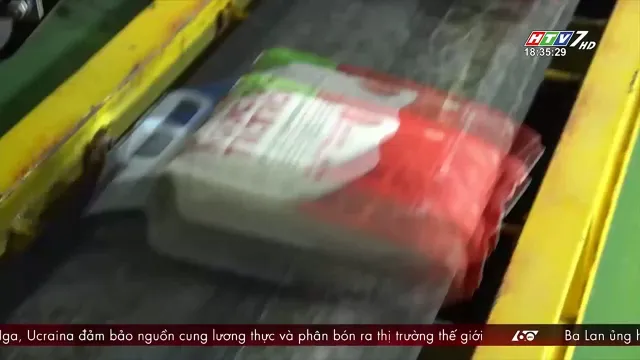 HTV7 HD
18:35:29
lga, Ucraina đảm bảo nguồn cung lương thực và phân bón ra thị trường thế giới 60 Ba Lan ủng h